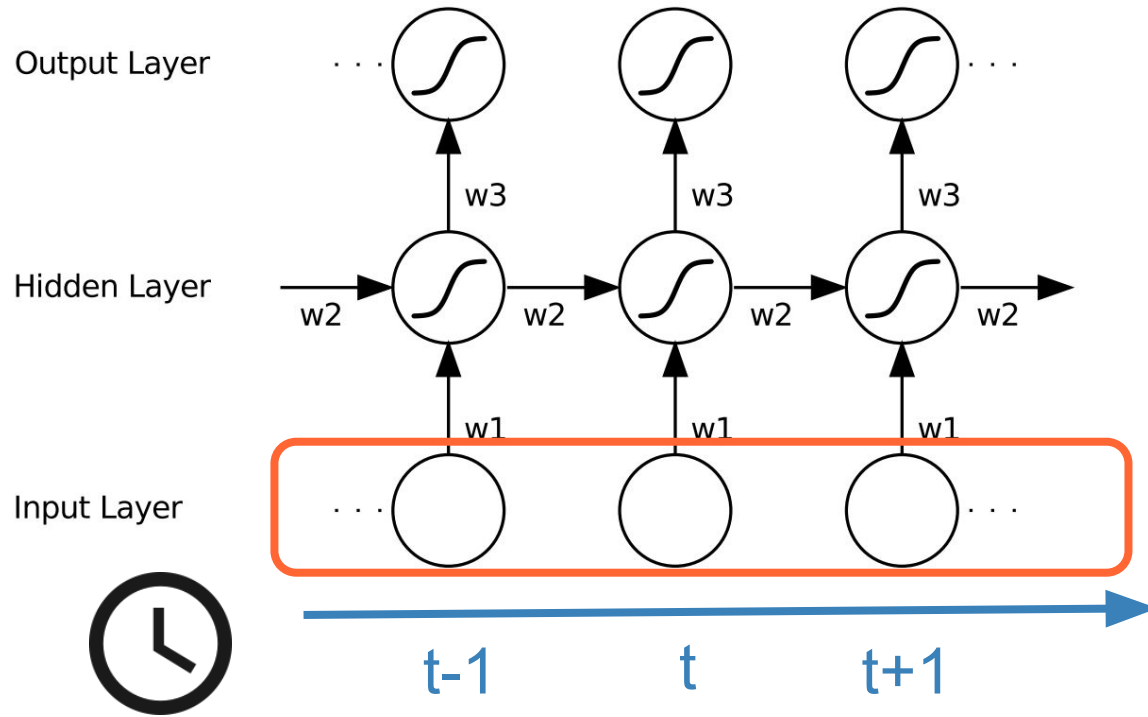 Output Layer . . . . . .
w3 w3 w3
Hidden Layer
w2 w2 w2 w2
w1 w1 w1
Input Layer . . . . . .
t-1 t t+1